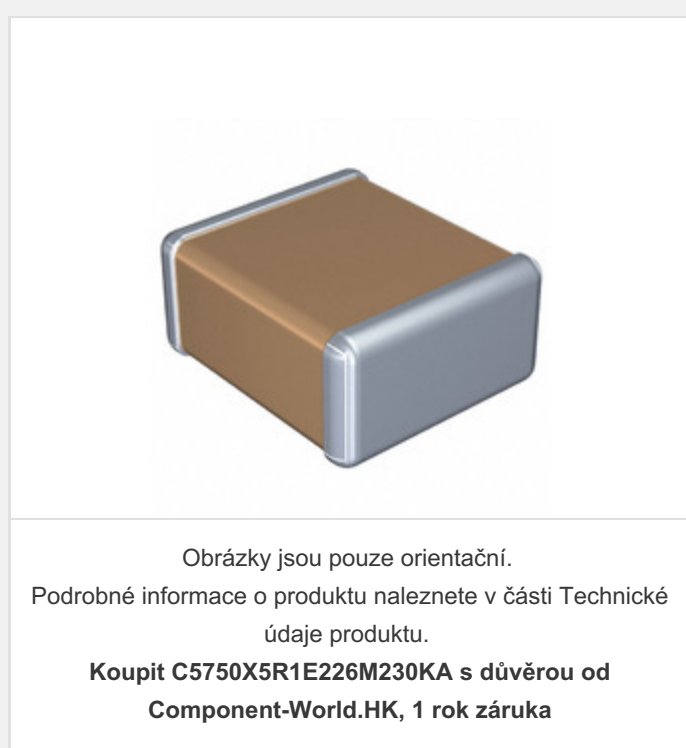 Obrázky jsou pouze orientační.
Podrobné informace o produktu naleznete v části Technické
údaje produktu.
Koupit C5750X5R1E226M230KA s důvěrou od
Component-World.HK, 1 rok záruka